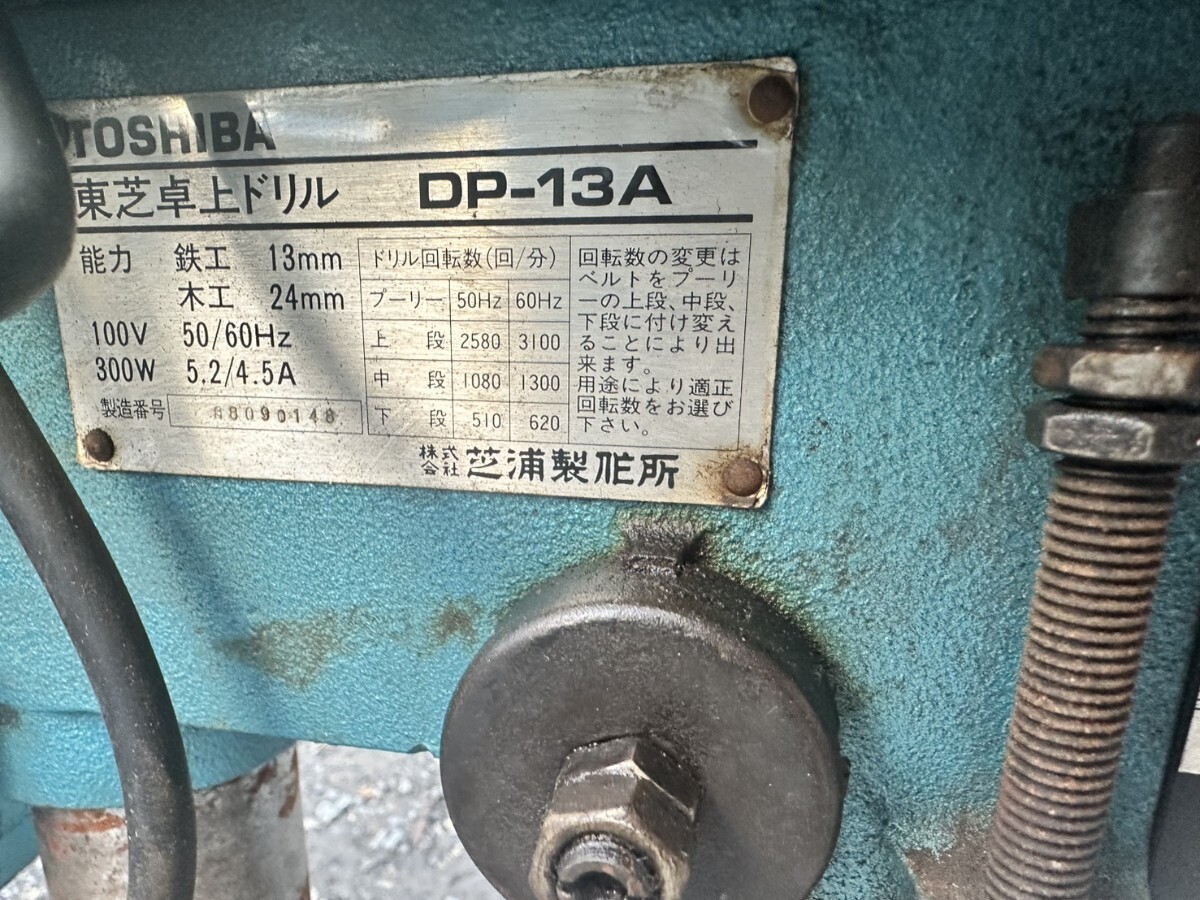 TOSHIBA
東芝卓上ドリル DP-13A
能力 鉄工 13mm
木工 24mm
100V 50/60Hz
300W 5.2/4.5A
製造番号 88090148
ドリル回転数(回/分)
プーリー 50Hz 60Hz
上段 2580 3100
中段 1080 1300
下段 510 620
回転数の変更は
ベルトをプーリ
ーの上段、中段、
下段に付け変え
ることにより出
来ます。
用途により適正
回転数をお選び
下さい。
株式会社 芝浦製作所